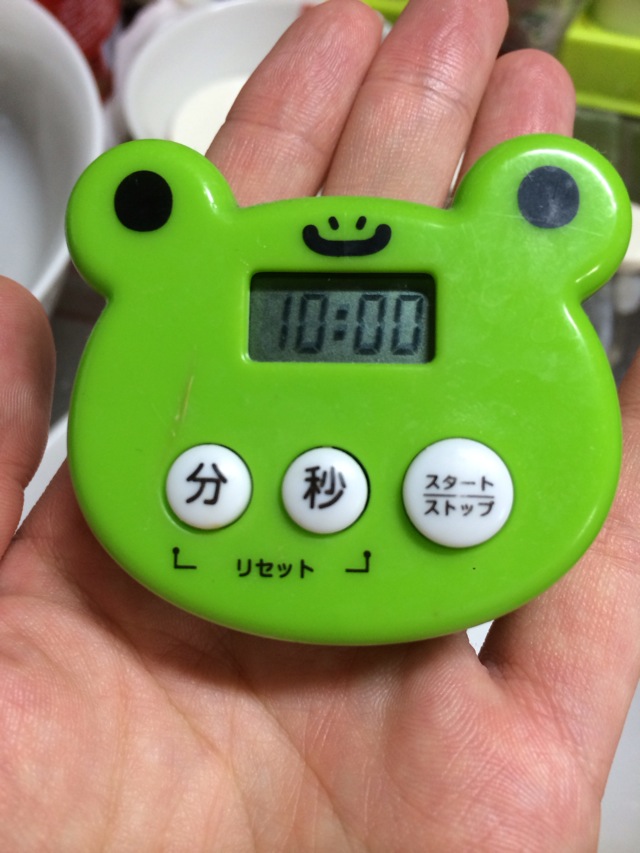 10:00
分 秒 スタート
ストップ
リセット